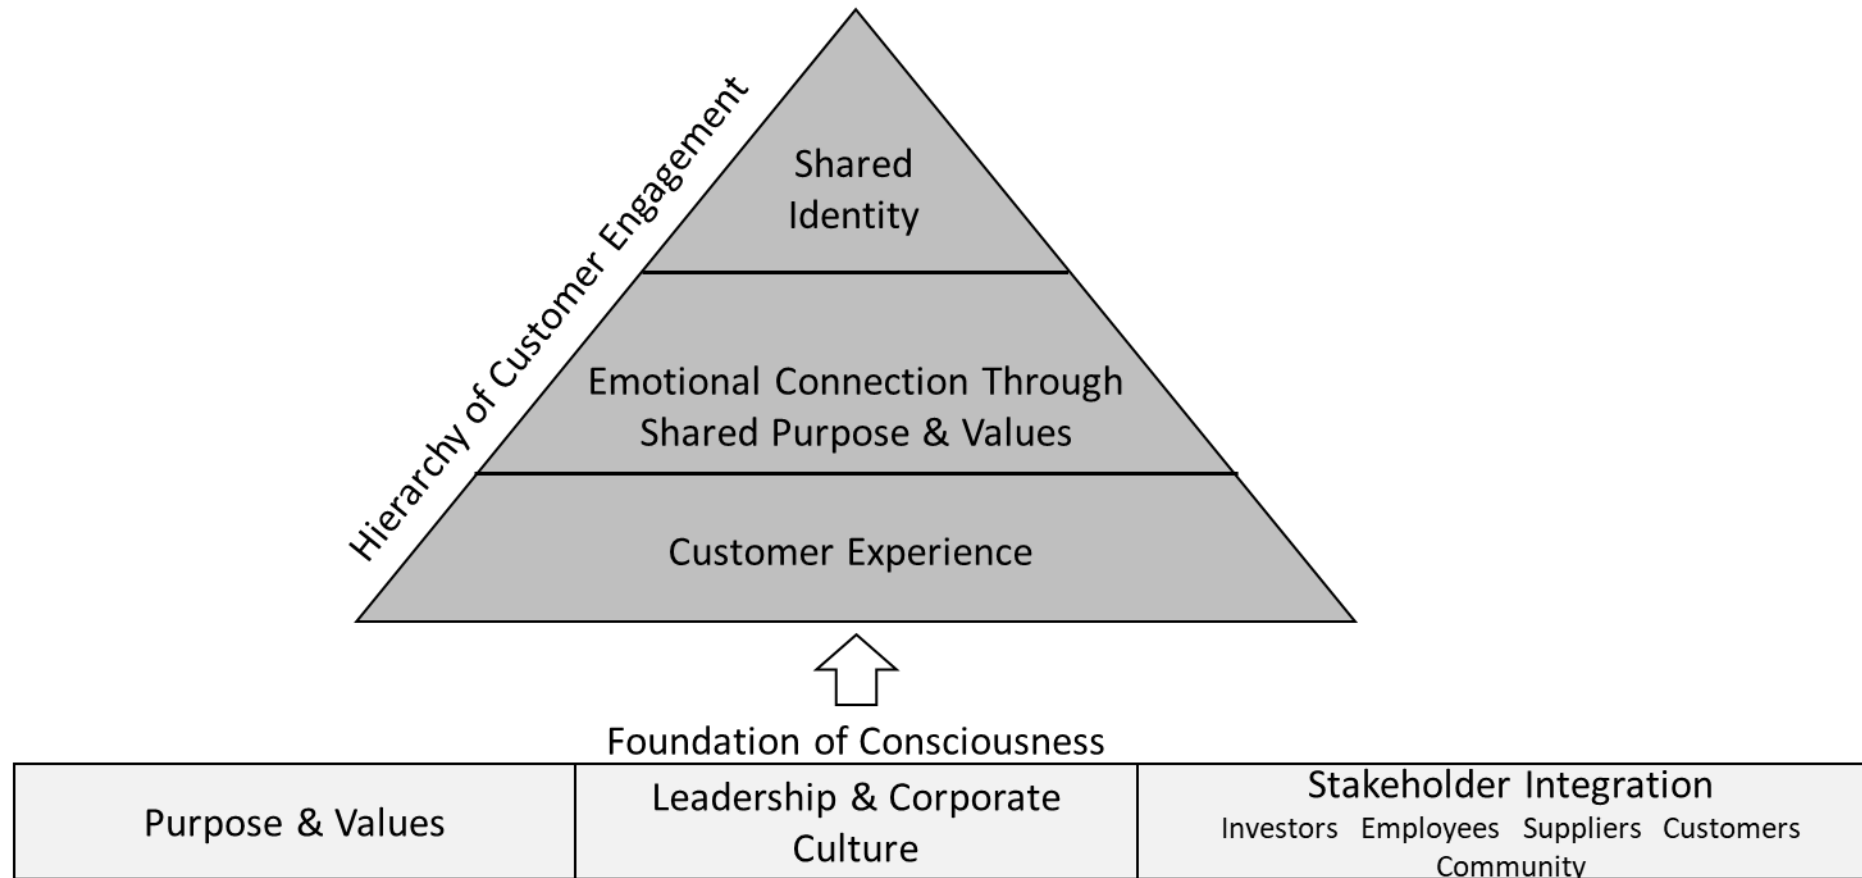 Hierarchy of Customer Engagement
Shared
Identity
Emotional Connection Through
Shared Purpose & Values
Customer Experience
Foundation of Consciousness
Purpose & Values
Leadership & Corporate
Culture
Stakeholder Integration
Investors Employees Suppliers Customers
Community